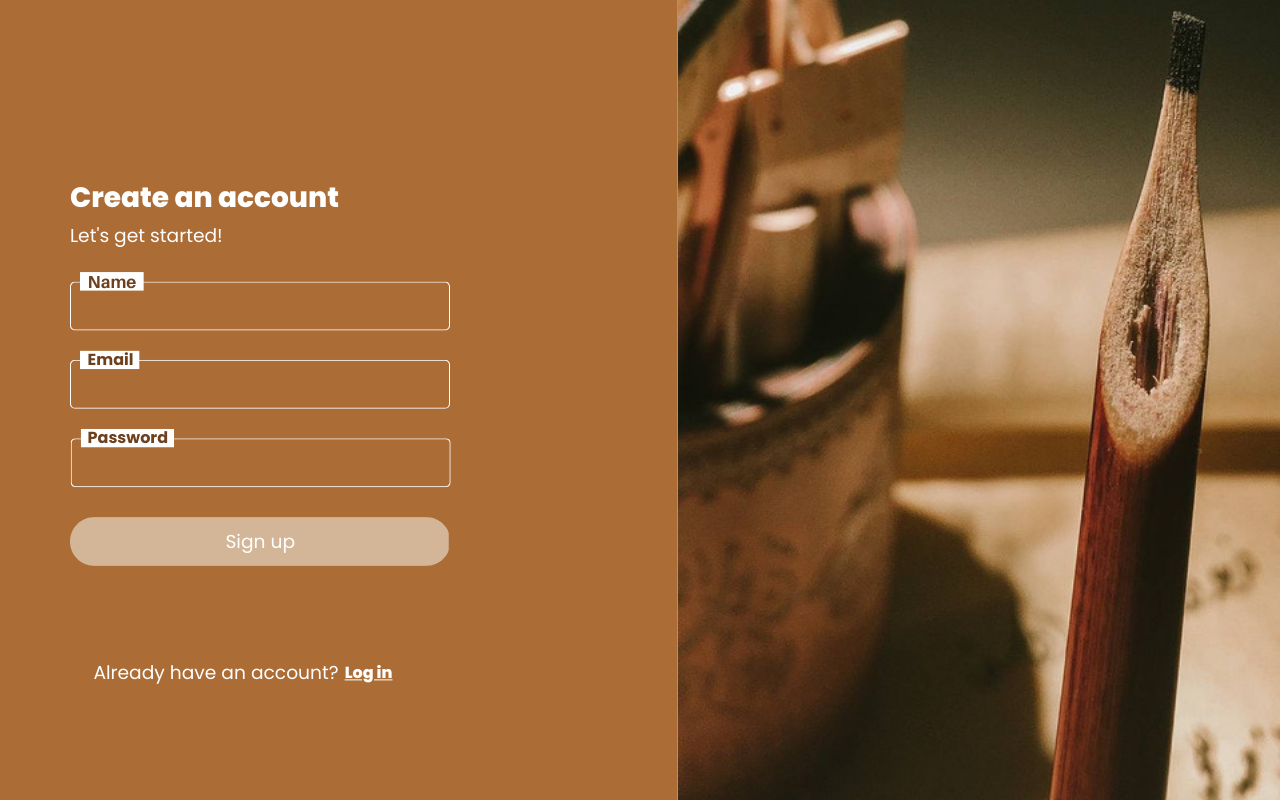 Create an account
Let's get started!
Name
Email
Password
Sign up
Already have an account? Log in